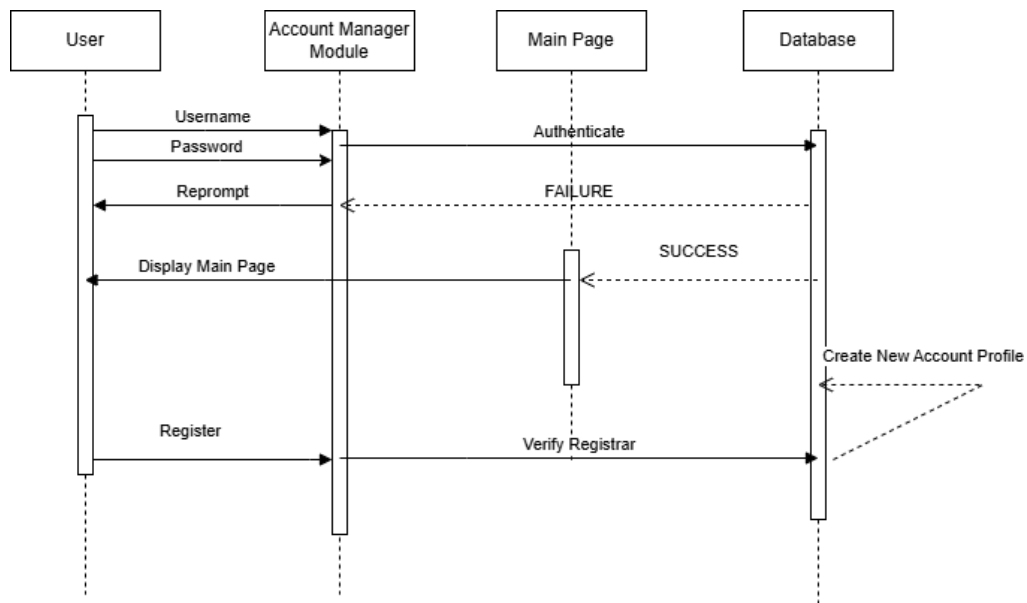 User
Account Manager
Module
Main Page
Database
Username
Authenticate
Password
Reprompt
FAILURE
SUCCESS
Display Main Page
Create New Account Profile
Register
Verify Registrar